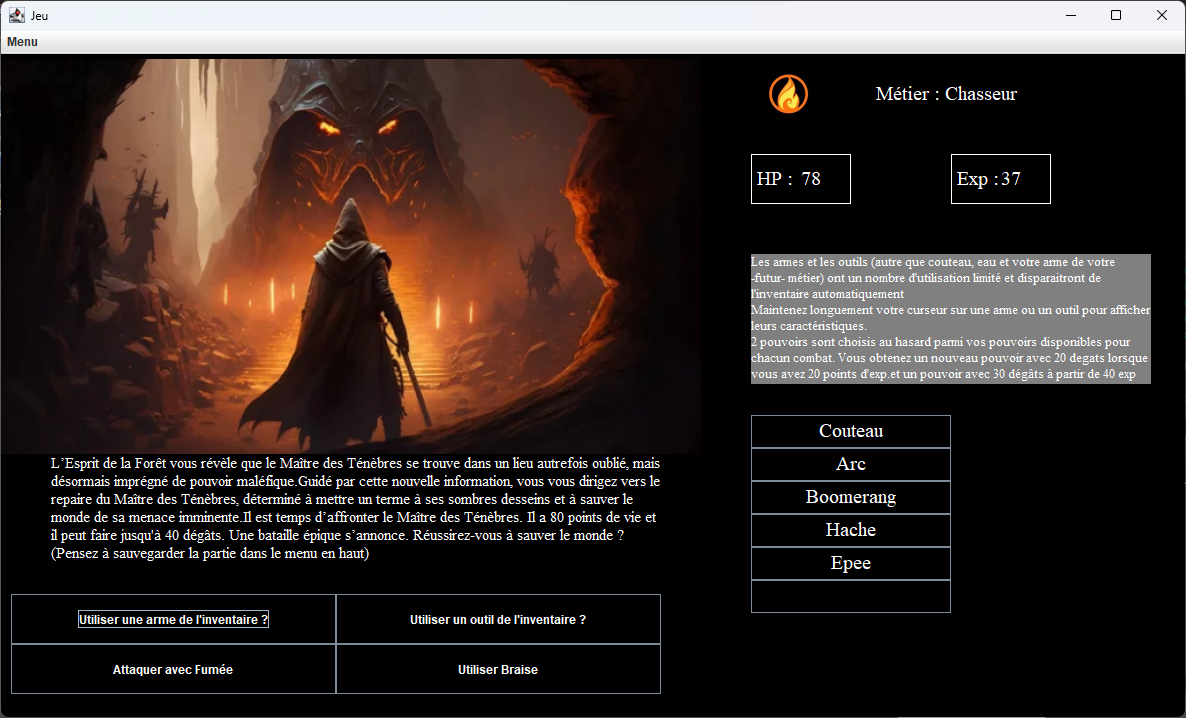 Jeu
Menu
Métier : Chasseur
HP : 78
Exp :37
Les armes et les outils (autre que couteau, eau et votre arme de votre
-futur- métier) ont un nombre d'utilisation limité et disparaitront de
l'inventaire automatiquement
Maintenez longuement votre curseur sur une arme ou un outil pour afficher
leurs caractéristiques.
2 pouvoirs sont choisis au hasard parmi vos pouvoirs disponibles pour
chacun combat. Vous obtenez un nouveau pouvoir avec 20 degats lorsque
vous avez 20 points d'exp.et un pouvoir avec 30 dégâts à partir de 40 exp
Couteau
Arc
Boomerang
Hache
Epee
L’Esprit de la Forêt vous révèle que le Maître des Ténèbres se trouve dans un lieu autrefois oublié, mais
désormais imprégné de pouvoir maléfique.Guidé par cette nouvelle information, vous vous dirigez vers le
repaire du Maître des Ténèbres, déterminé à mettre un terme à ses sombres desseins et à sauver le
monde de sa menace imminente.Il est temps d’affronter le Maître des Ténèbres. Il a 80 points de vie et
il peut faire jusqu'à 40 dégâts. Une bataille épique s’annonce. Réussirez-vous à sauver le monde ?
(Pensez à sauvegarder la partie dans le menu en haut)
Utiliser une arme de l'inventaire ?
Utiliser un outil de l'inventaire ?
Attaquer avec Fumée
Utiliser Braise